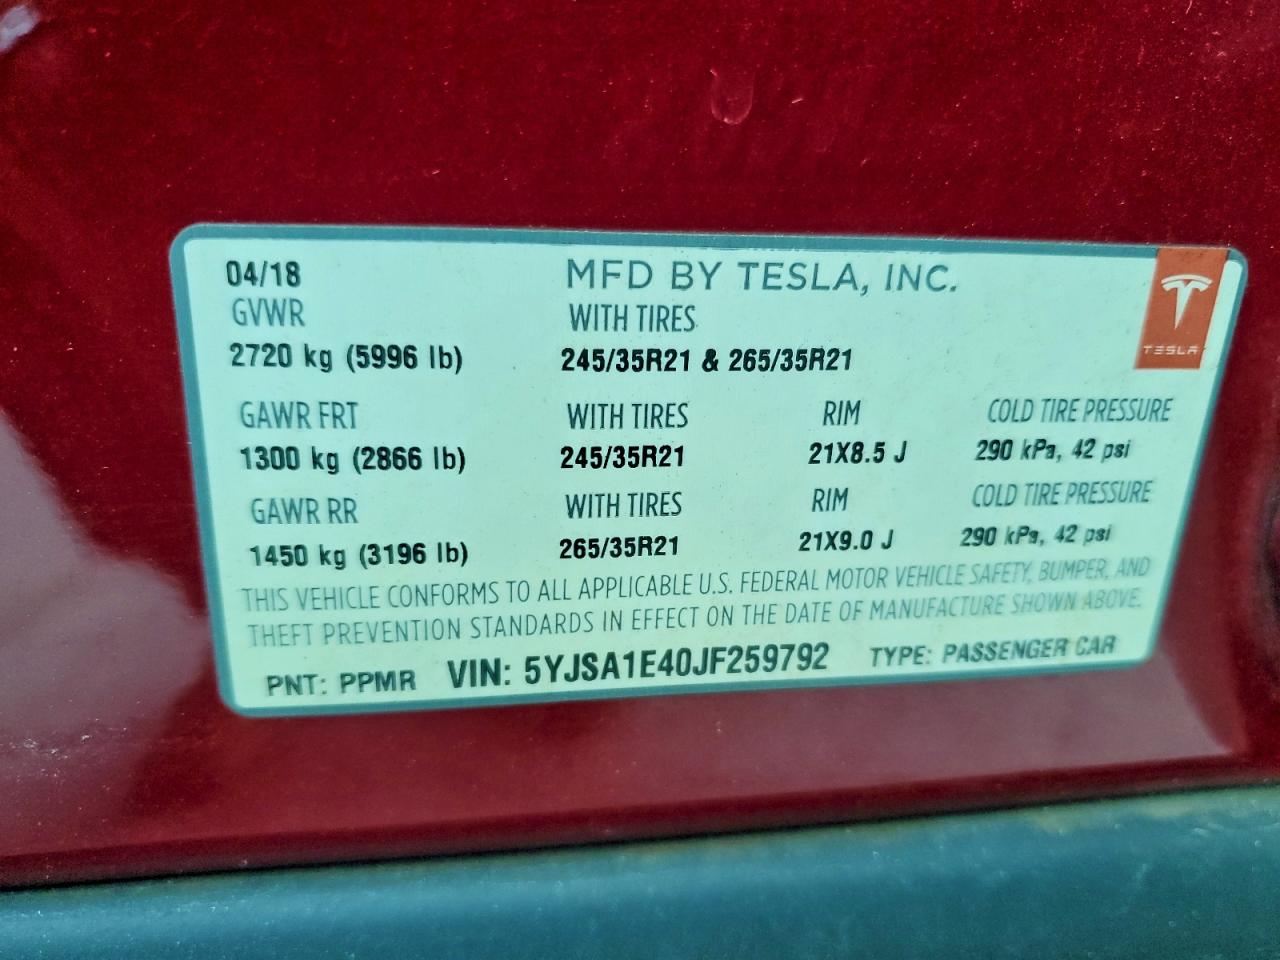 04/18 MFD BY TESLA, INC.
GVWR WITH TIRES
2720 kg (5996 lb) 245/35R21 & 265/35R21
TESLA
GAWR FRT WITH TIRES RIM COLD TIRE PRESSURE
1300 kg (2866 lb) 245/35R21 21X8.5 J 290 kPa, 42 psi
GAWR RR WITH TIRES RIM COLD TIRE PRESSURE
1450 kg (3196 lb) 265/35R21 21X9.0 J 290 kPa, 42 psi
THIS VEHICLE CONFORMS TO ALL APPLICABLE U.S. FEDERAL MOTOR VEHICLE SAFETY, BUMPER, AND
THEFT PREVENTION STANDARDS IN EFFECT ON THE DATE OF MANUFACTURE SHOWN ABOVE.
PNT: PPMR VIN: 5YJSA1E40JF259792 TYPE: PASSENGER CAR